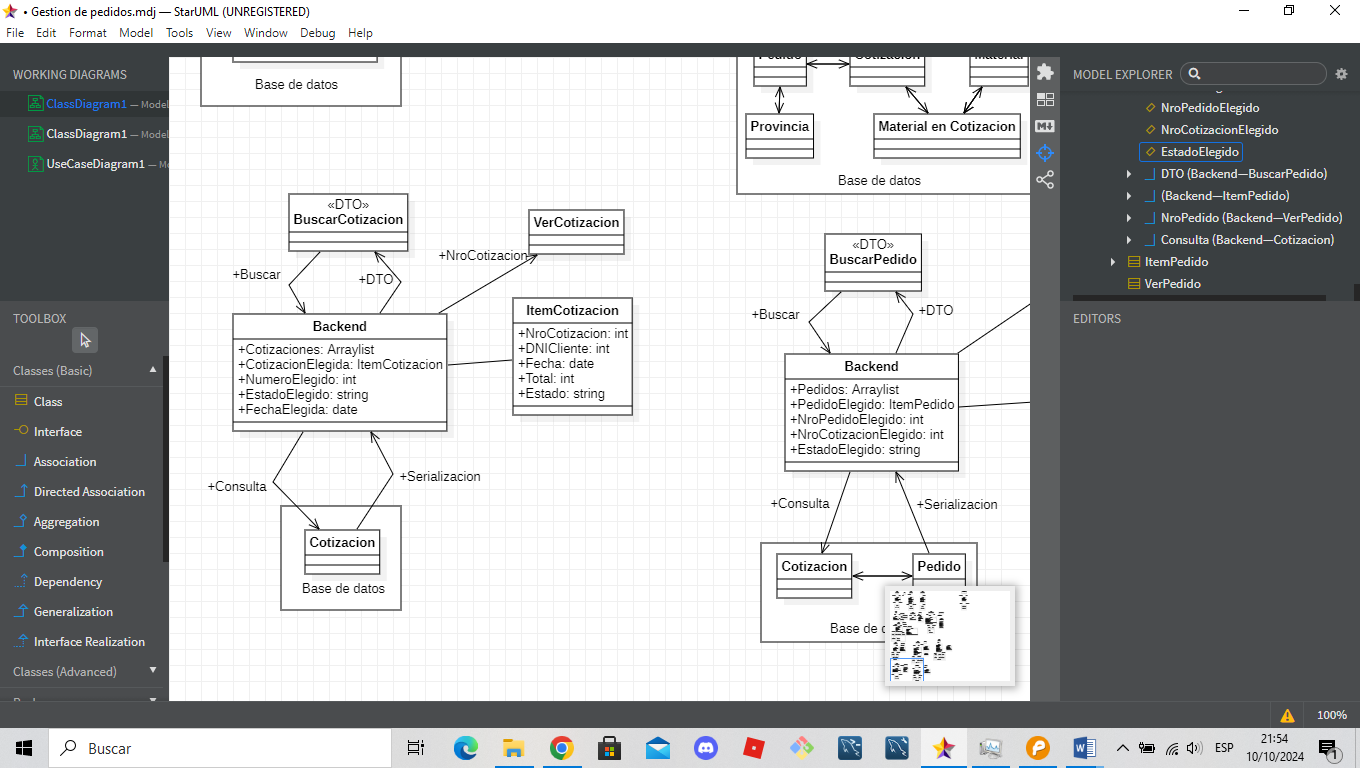 • Gestion de pedidos.mdj — StarUML (UNREGISTERED)
File Edit Format Model Tools View Window Debug Help
WORKING DIAGRAMS
ClassDiagram1 — Model
ClassDiagram1 — Model
UseCaseDiagram1 — Mo
TOOLBOX
Classes (Basic)
Class
Interface
Association
Directed Association
Aggregation
Composition
Dependency
Generalization
Interface Realization
Classes (Advanced)
Base de datos
«DTO»
BuscarCotizacion
VerCotizacion
+NroCotizacion
+Buscar
+DTO
Backend
+Cotizaciones: Arraylist
+CotizacionElegida: ItemCotizacion
+NumeroElegido: int
+EstadoElegido: string
+FechaElegida: date
ItemCotizacion
+NroCotizacion: int
+DNICliente: int
+Fecha: date
+Total: int
+Estado: string
+Consulta
+Serializacion
Cotizacion
Base de datos
Pedido
Cotizacion
Material
Provincia
Material en Cotizacion
Base de datos
«DTO»
BuscarPedido
+Buscar
+DTO
Backend
+Pedidos: Arraylist
+PedidoElegido: ItemPedido
+NroPedidoElegido: int
+NroCotizacionElegido: int
+EstadoElegido: string
+Consulta
+Serializacion
Cotizacion
Pedido
Base de d
MODEL EXPLORER
NroPedidoElegido
NroCotizacionElegido
EstadoElegido
DTO (Backend—BuscarPedido)
(Backend—ItemPedido)
NroPedido (Backend—VerPedido)
Consulta (Backend—Cotizacion)
ItemPedido
VerPedido
EDITORS
100%
Buscar
ESP
21:54
10/10/2024
1